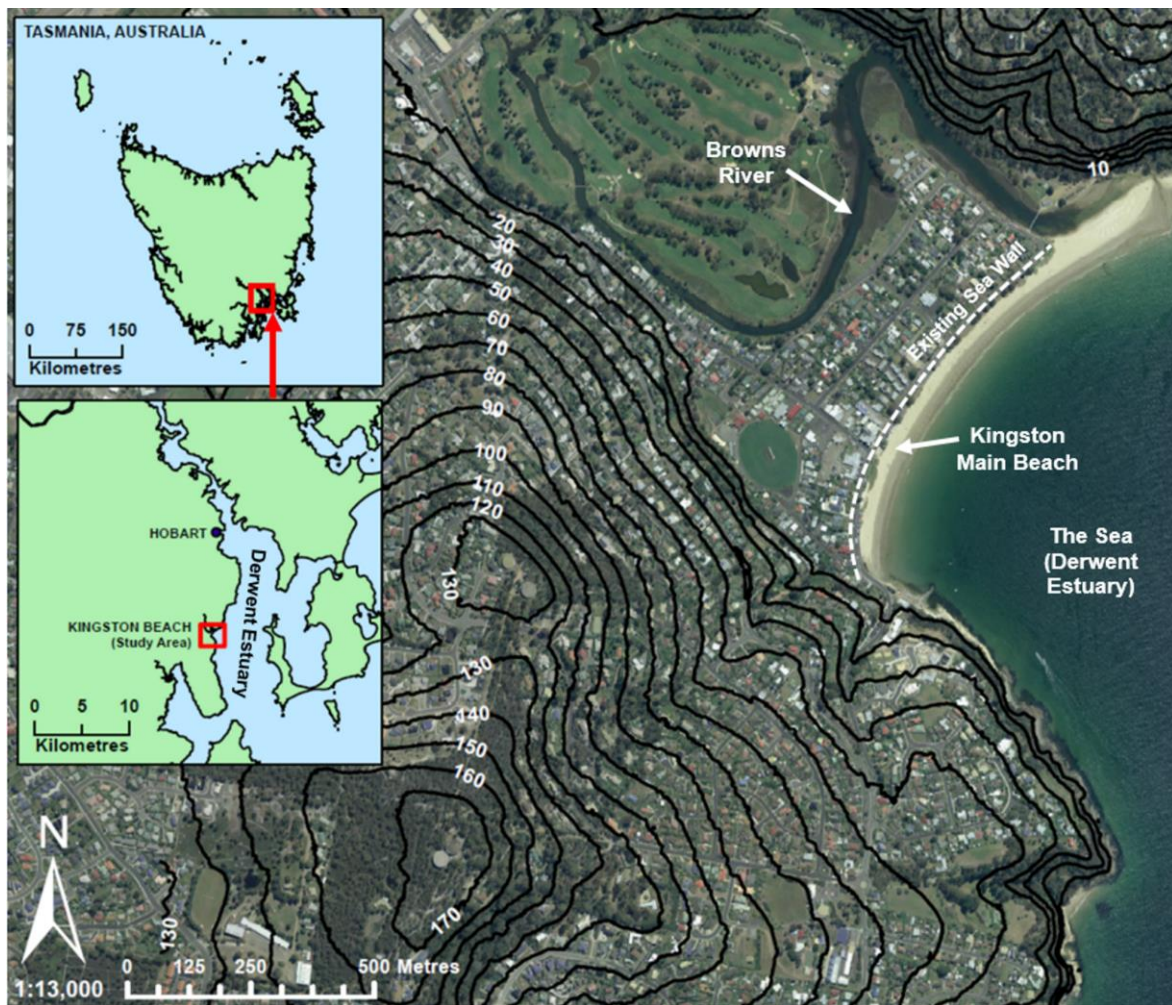 TASMANIA, AUSTRALIA
0 75 150
Kilometres
HOBART
Derwent Estuary
KINGSTON BEACH
(Study Area)
0 5 10
Kilometres
Browns
River
10
Existing Sea Wall
Kingston
Main Beach
The Sea
(Derwent
Estuary)
20
30
40
50
60
70
80
90
100
110
120
130
130
140
150
160
170
130
N
1:13,000
0 125 250 500 Metres